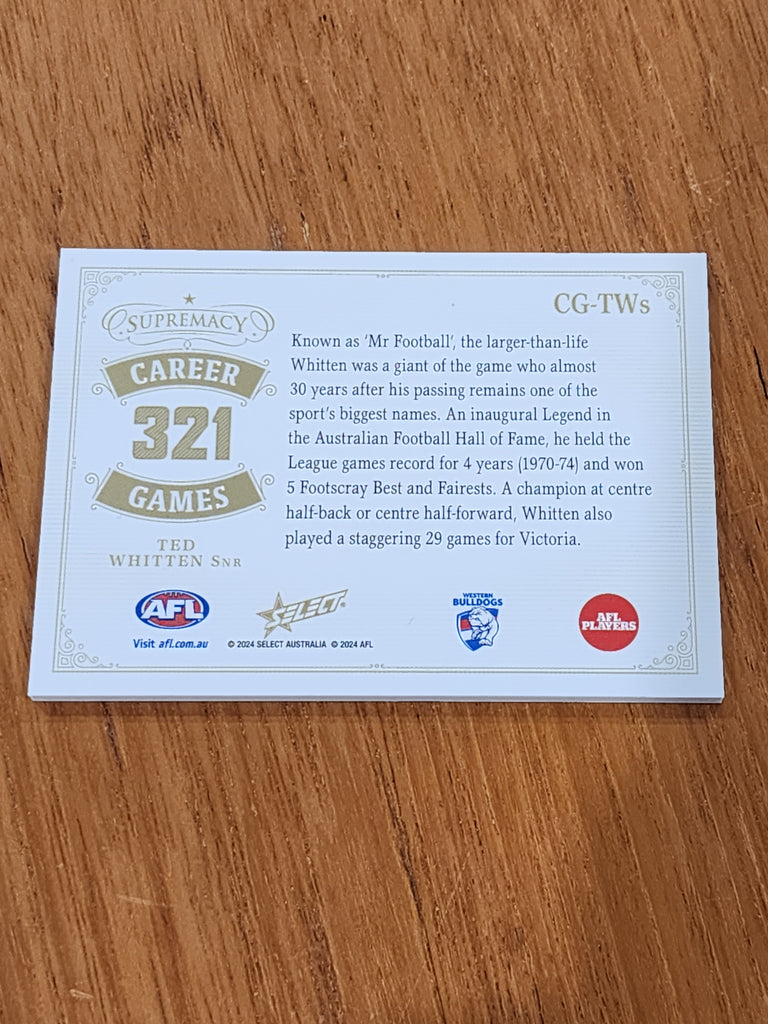 CG-TWs
SUPREMACY
CAREER
321
GAMES
TED
WHITTEN SNR
Known as ‘Mr Football’, the larger-than-life
Whitten was a giant of the game who almost
30 years after his passing remains one of the
sport’s biggest names. An inaugural Legend in
the Australian Football Hall of Fame, he held the
League games record for 4 years (1970-74) and won
5 Footscray Best and Fairests. A champion at centre
half-back or centre half-forward, Whitten also
played a staggering 29 games for Victoria.
AFL
Visit afl.com.au
SELECT
© 2024 SELECT AUSTRALIA © 2024 AFL
WESTERN
BULLDOGS
AFL
PLAYERS